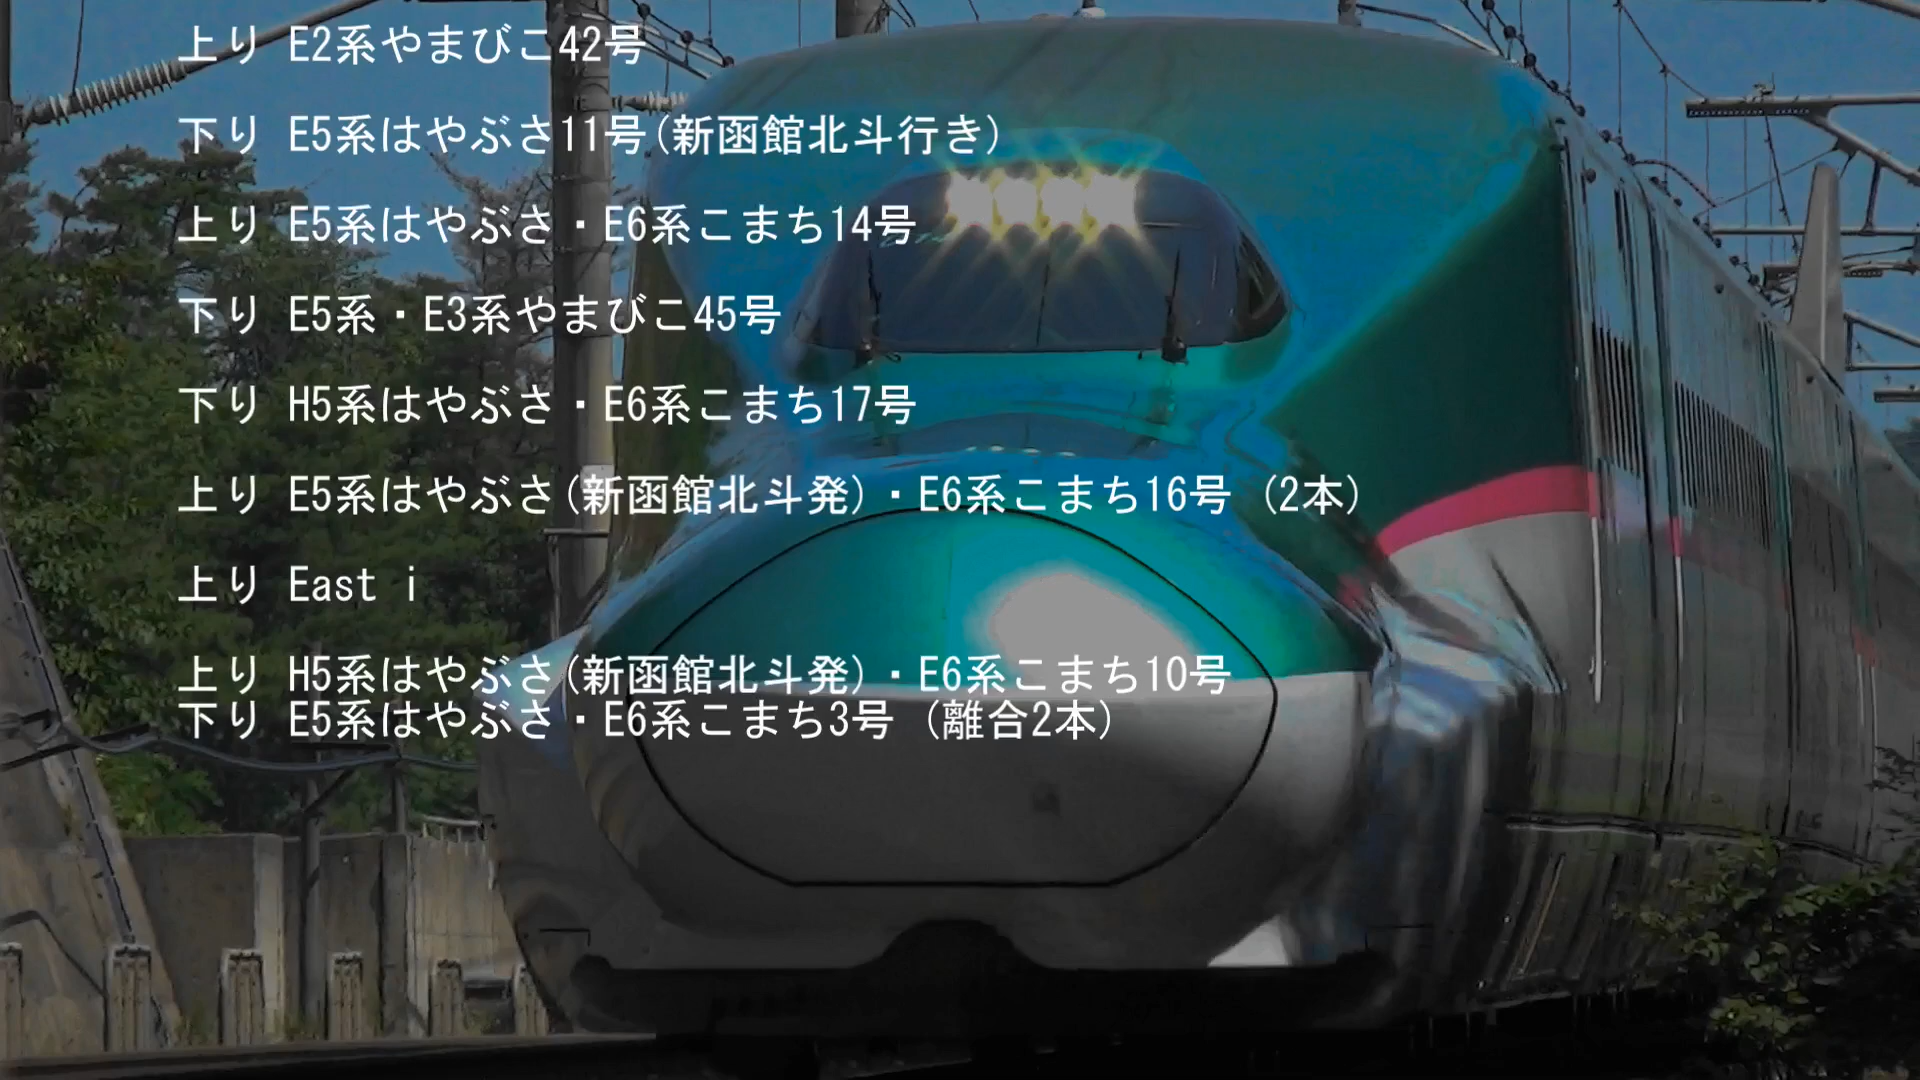 上り E2系やまびこ42号
下り E5系はやぶさ11号(新函館北斗行き)
上り E5系はやぶさ・E6系こまち14号
下り E5系・E3系やまびこ45号
下り H5系はやぶさ・E6系こまち17号
上り E5系はやぶさ(新函館北斗発)・E6系こまち16号 (2本)
上り East i
上り H5系はやぶさ(新函館北斗発)・E6系こまち10号
下り E5系はやぶさ・E6系こまち3号 (離合2本)